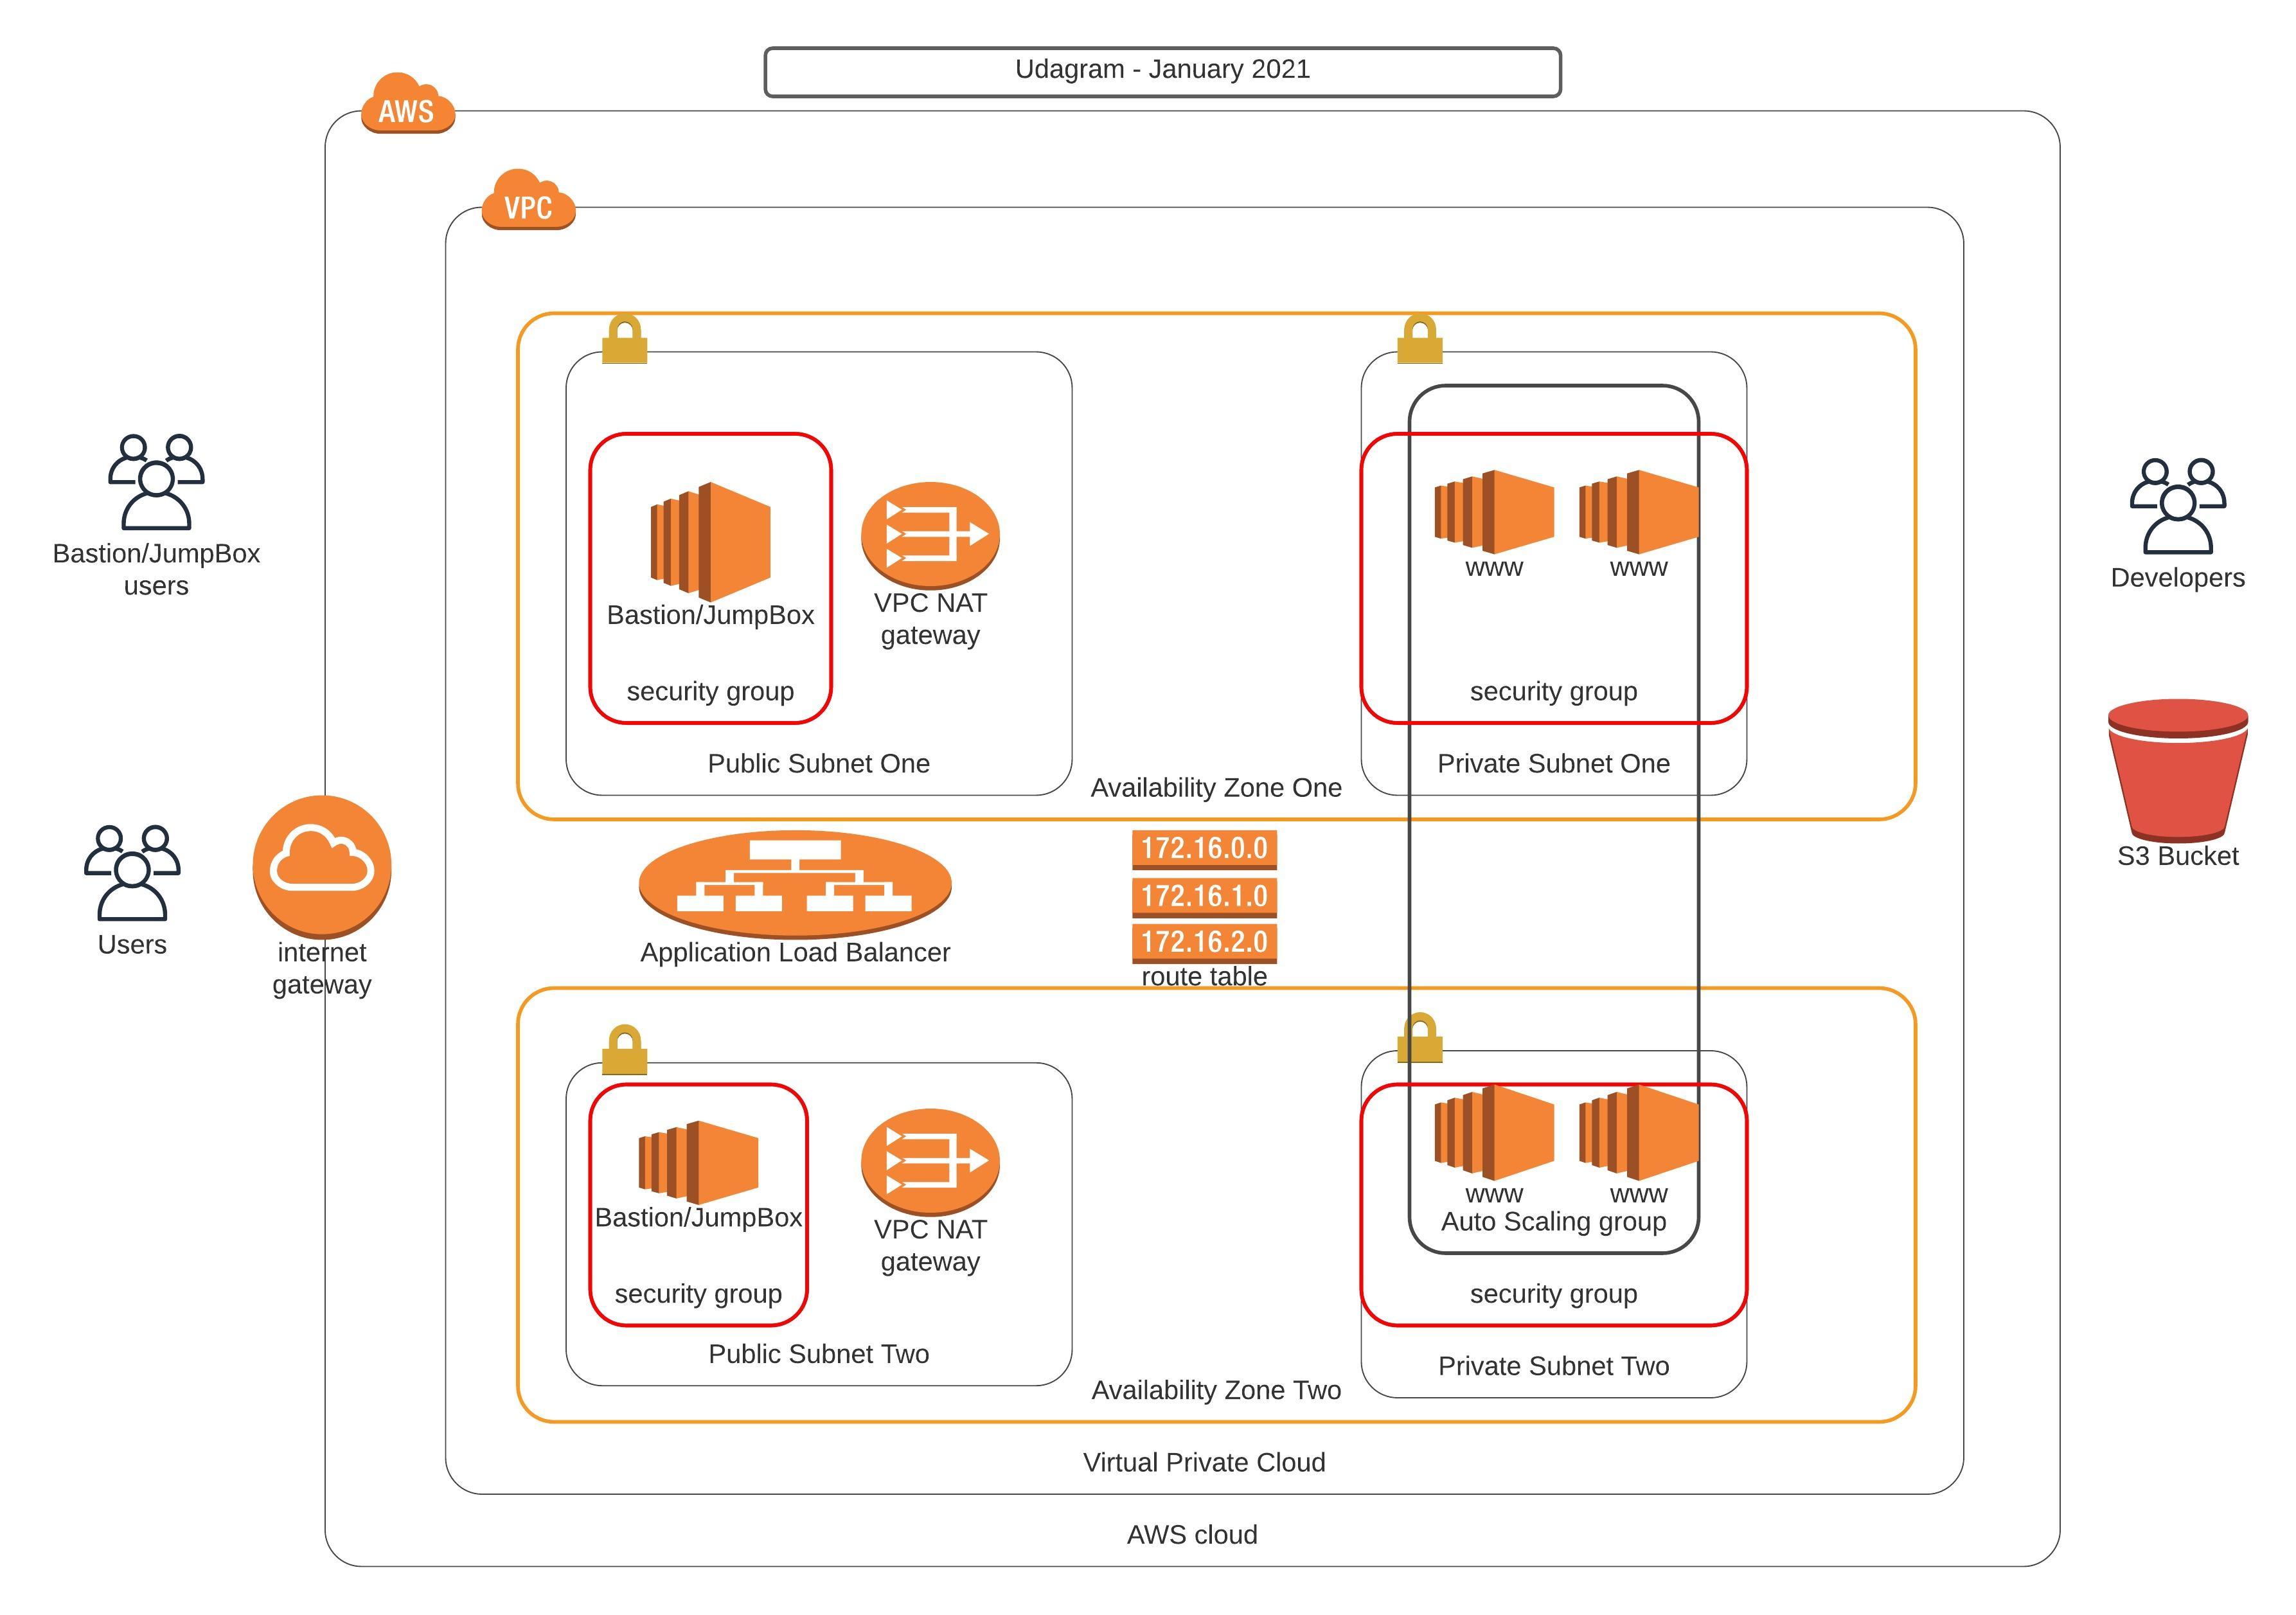 Udagram - January 2021
AWS
VPC
Bastion/JumpBox
users
Bastion/JumpBox
security group
VPC NAT
gateway
Public Subnet One
Availability Zone One
www
www
security group
Private Subnet One
Developers
S3 Bucket
Users
internet
gateway
Application Load Balancer
172.16.0.0
172.16.1.0
172.16.2.0
route table
Bastion/JumpBox
security group
VPC NAT
gateway
Public Subnet Two
Availability Zone Two
www
www
Auto Scaling group
security group
Private Subnet Two
Virtual Private Cloud
AWS cloud